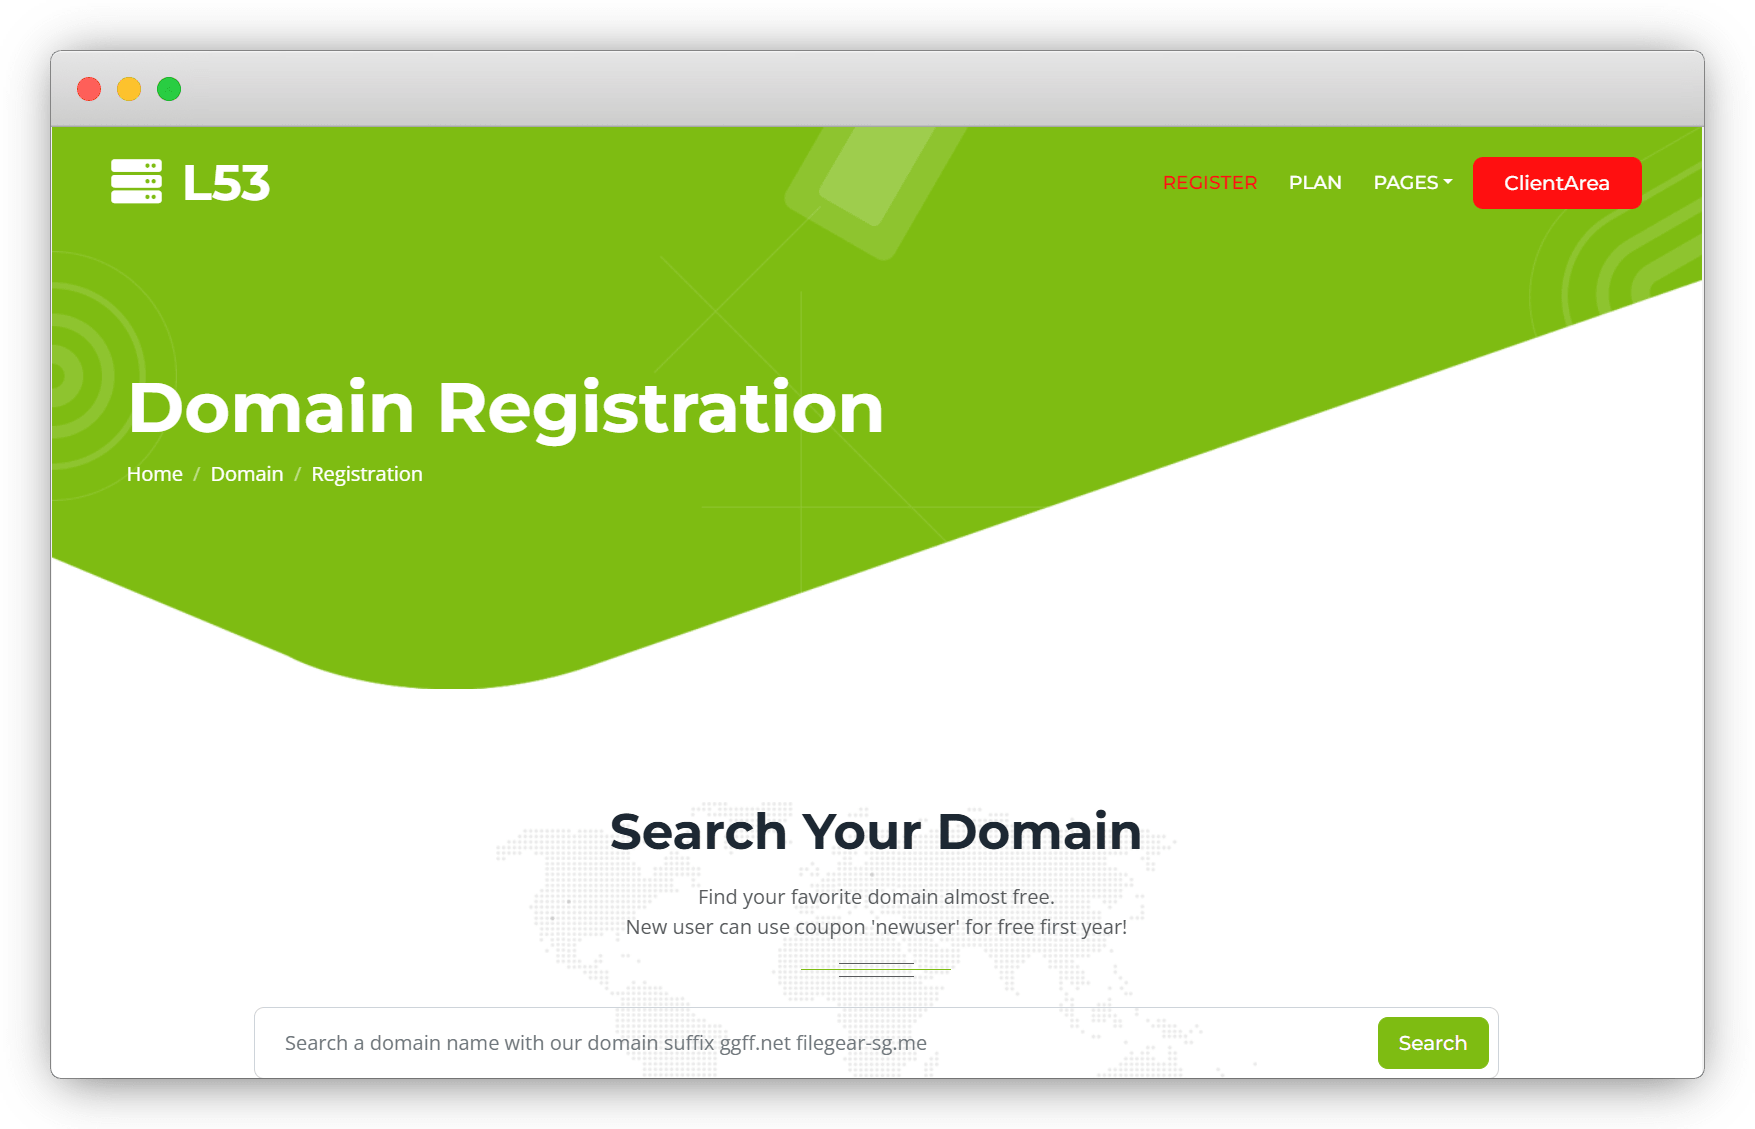 L53
REGISTER PLAN PAGES ClientArea
Domain Registration
Home / Domain / Registration
Search Your Domain
Find your favorite domain almost free.
New user can use coupon 'newuser' for free first year!
Search a domain name with our domain suffix ggff.net filegear-sg.me Search